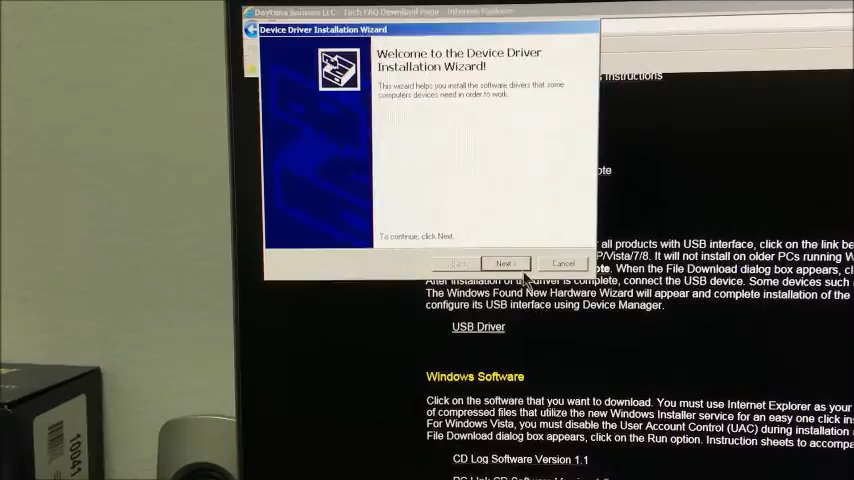 Daytona Sensors LLC - Tech FAQ Download Page - Internet Explorer
Device Driver Installation Wizard
Welcome to the Device Driver
Installation Wizard!
This wizard helps you install the software drivers that some
computers devices need in order to work.
To continue, click Next.
< Back
Next >
Cancel
Instructions
ote
all products with USB interface, click on the link be
P/Vista/7/8. It will not install on older PCs running W
ote. When the File Download dialog box appears, cl
After installation of the driver is complete, connect the USB device. Some devices such
The Windows Found New Hardware Wizard will appear and complete installation of the
configure its USB interface using Device Manager.
USB Driver
Windows Software
Click on the software that you want to download. You must use Internet Explorer as your
of compressed files that utilize the new Windows Installer service for an easy one click in
For Windows Vista, you must disable the User Account Control (UAC) during installation
File Download dialog box appears, click on the Run option. Instruction sheets to accompa
CD Log Software Version 1.1
10041